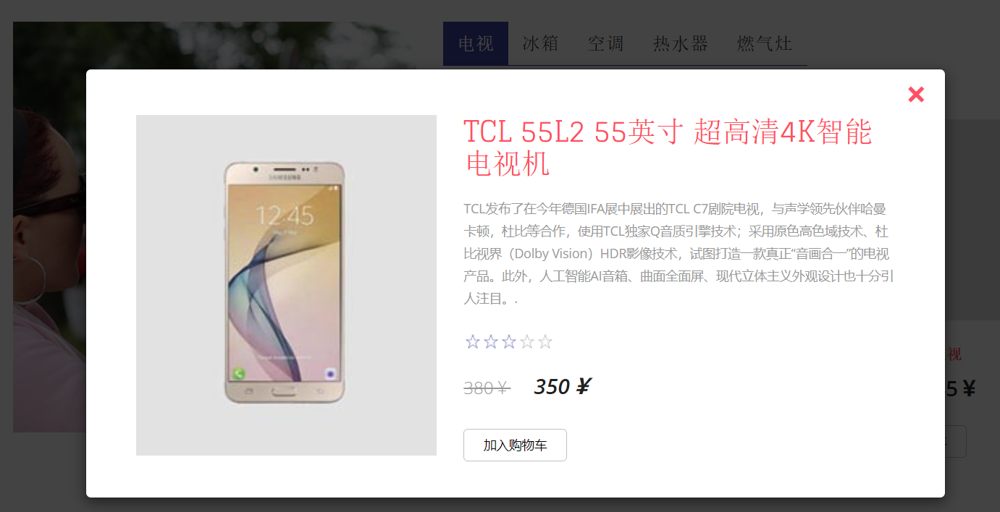 电视 冰箱 空调 热水器 燃气灶
TCL 55L2 55英寸 超高清4K智能
电视机
TCL发布了在今年德国IFA展中展出的TCL C7剧院电视，与声学领先伙伴哈曼
卡顿，杜比等合作，使用TCL独家Q音质引擎技术；采用原色高色域技术、杜
比视界（Dolby Vision）HDR影像技术，试图打造一款真正“音画合一”的电视
产品。此外，人工智能AI音箱、曲面全面屏、现代立体主义外观设计也十分引
人注目。.
380 ¥ 350 ¥
加入购物车
SAMSUNG
12:45
视
5 ¥